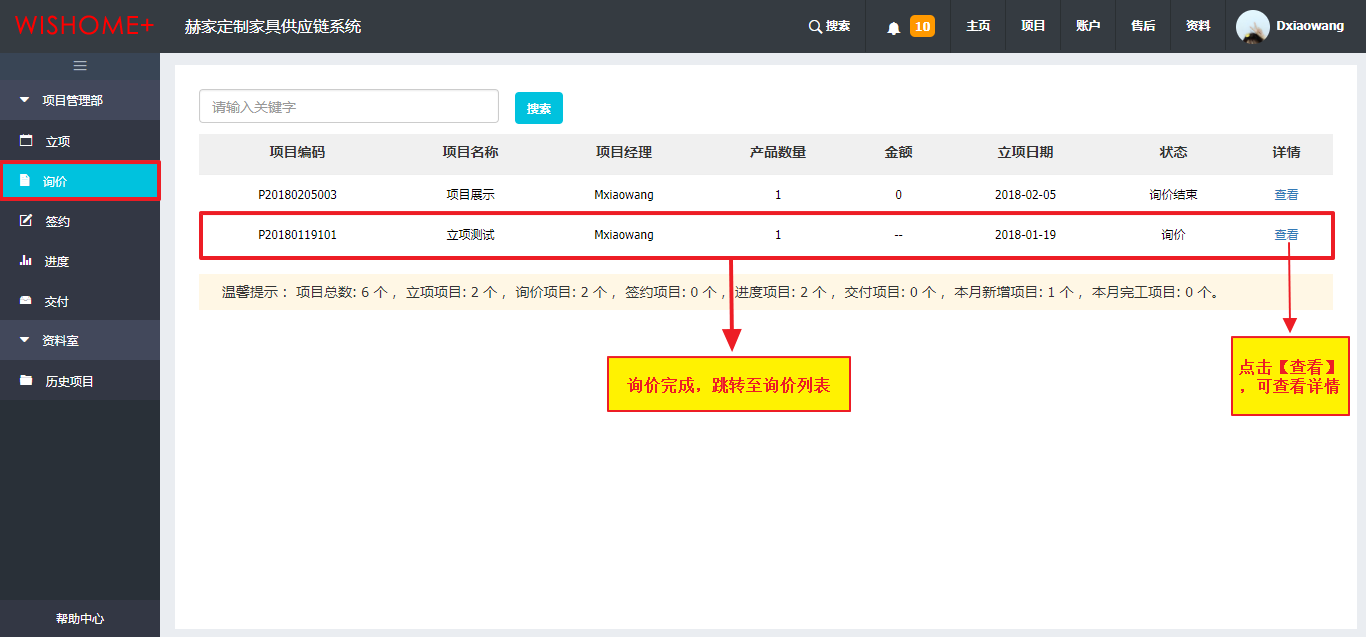 WISHOME+ 赫家定制家具供应链系统 搜索 10 主页 项目 账户 售后 资料 Dxiaowang
项目管理部
立项
询价
签约
进度
交付
资料室
历史项目
帮助中心
请输入关键字 搜索
项目编码 项目名称 项目经理 产品数量 金额 立项日期 状态 详情
P20180205003 项目展示 Mxiaowang 1 0 2018-02-05 询价结束 查看
P20180119101 立项测试 Mxiaowang 1 -- 2018-01-19 询价 查看
温馨提示： 项目总数: 6 个， 立项项目: 2 个， 询价项目: 2 个， 签约项目: 0 个， 进度项目: 2 个， 交付项目: 0 个， 本月新增项目: 1 个， 本月完工项目: 0 个。
询价完成，跳转至询价列表
点击【查看】
，可查看详情